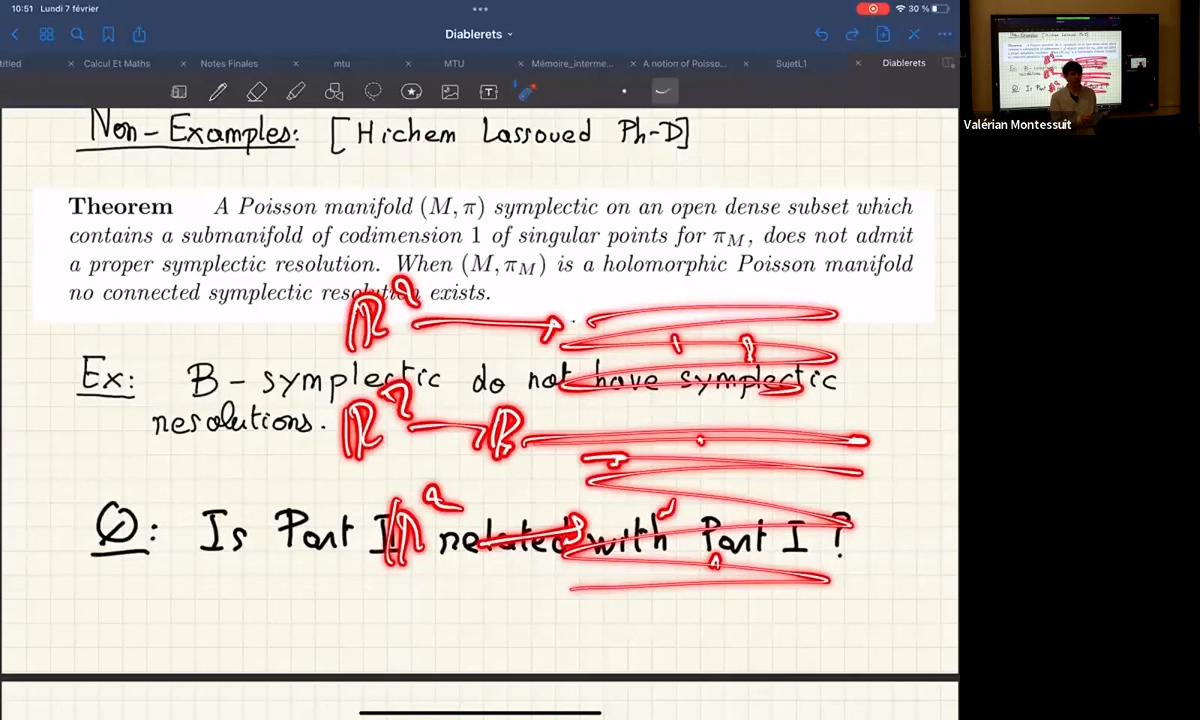 10:51 Lundi 7 février
30 %
Diablerets
Calcul Et Maths
Notes Finales
mtu
MTU
Mémoire_interme...
A notion of Poisso...
SujetL1
Diablerets
Non-Examples: [Hichem Lassoued Ph-D]
Theorem A Poisson manifold (M, π) symplectic on an open dense subset which
contains a submanifold of codimension 1 of singular points for π_M, does not admit
a proper symplectic resolution. When (M, π_M) is a holomorphic Poisson manifold
no connected symplectic resolution exists.
Ex: B-symplectic do not have symplectic
resolutions.
Q: Is Part II related with Part I ?
Valérian Montessuit